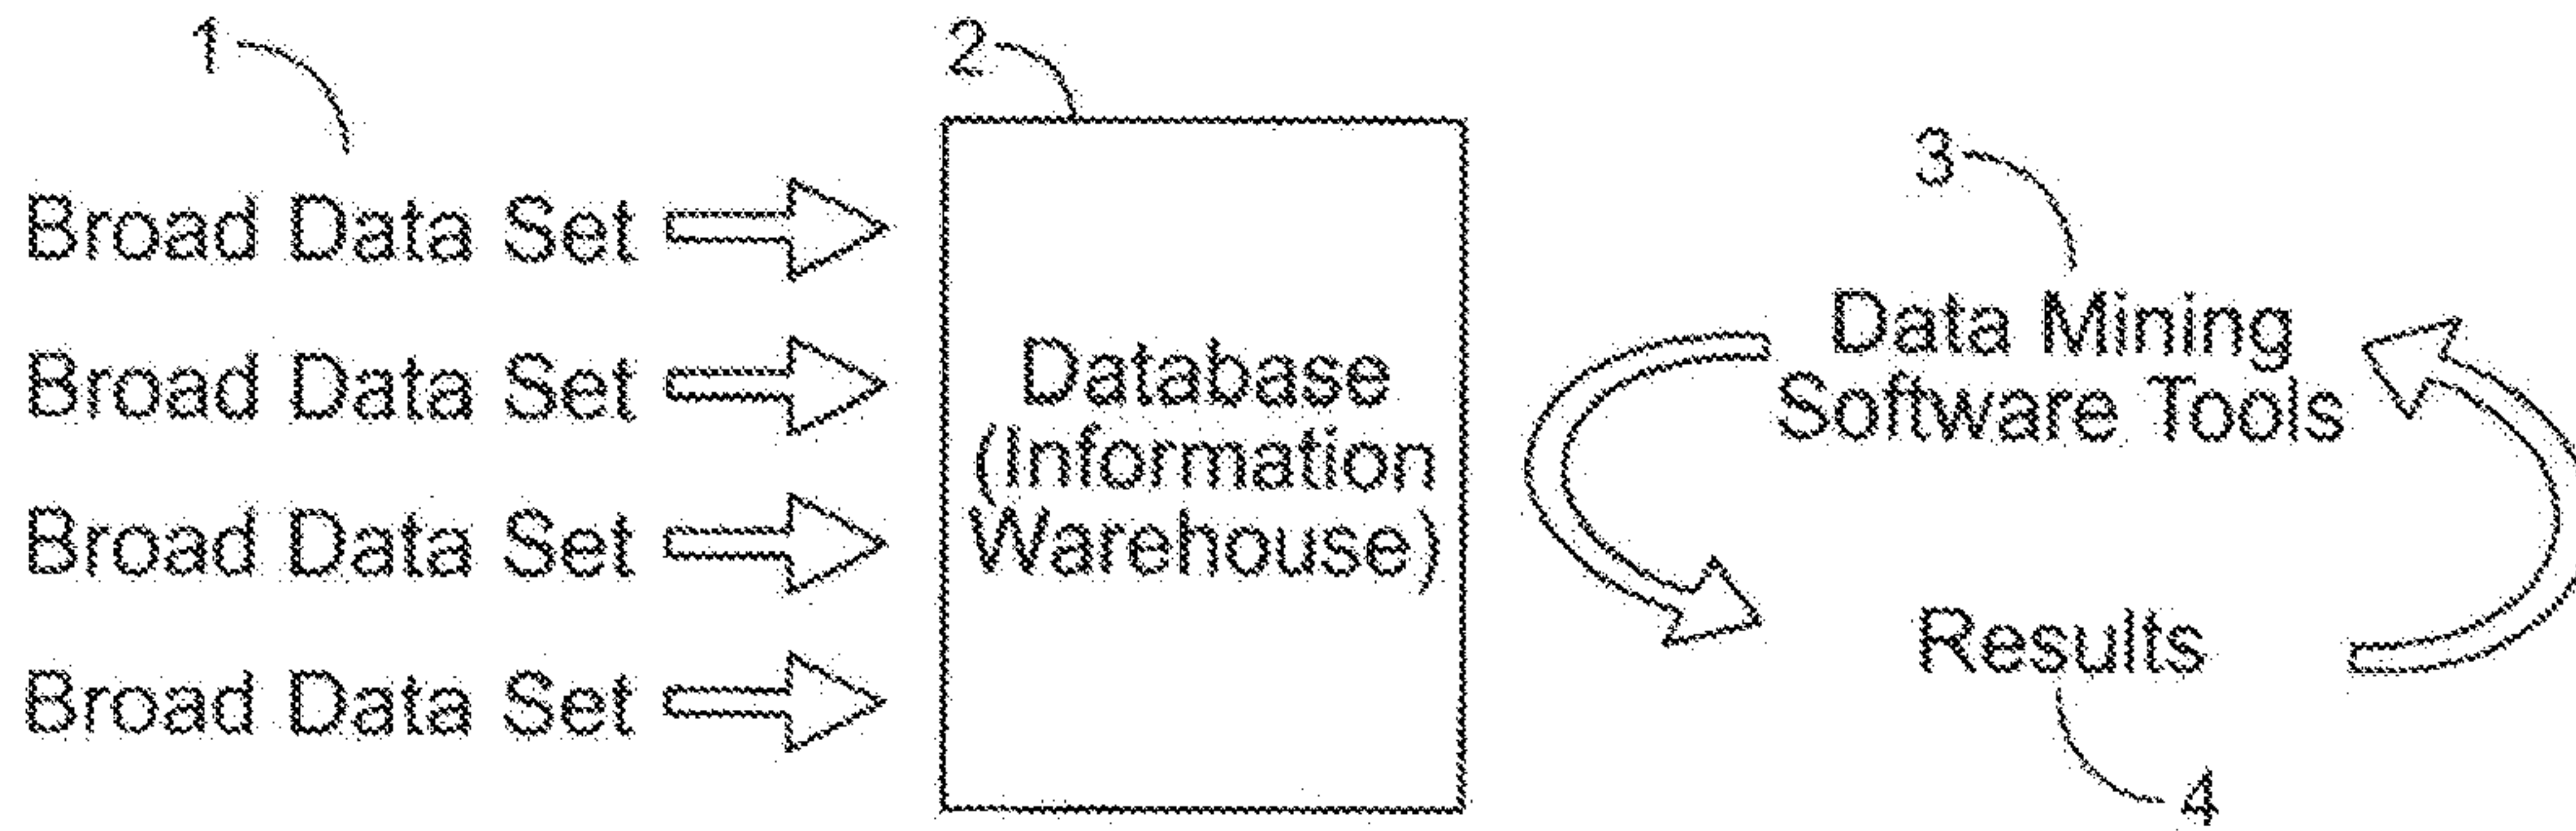 1
2
3
Broad Data Set
Broad Data Set
Broad Data Set
Broad Data Set
Database
(Information
Warehouse)
Data Mining
Software Tools
Results
4